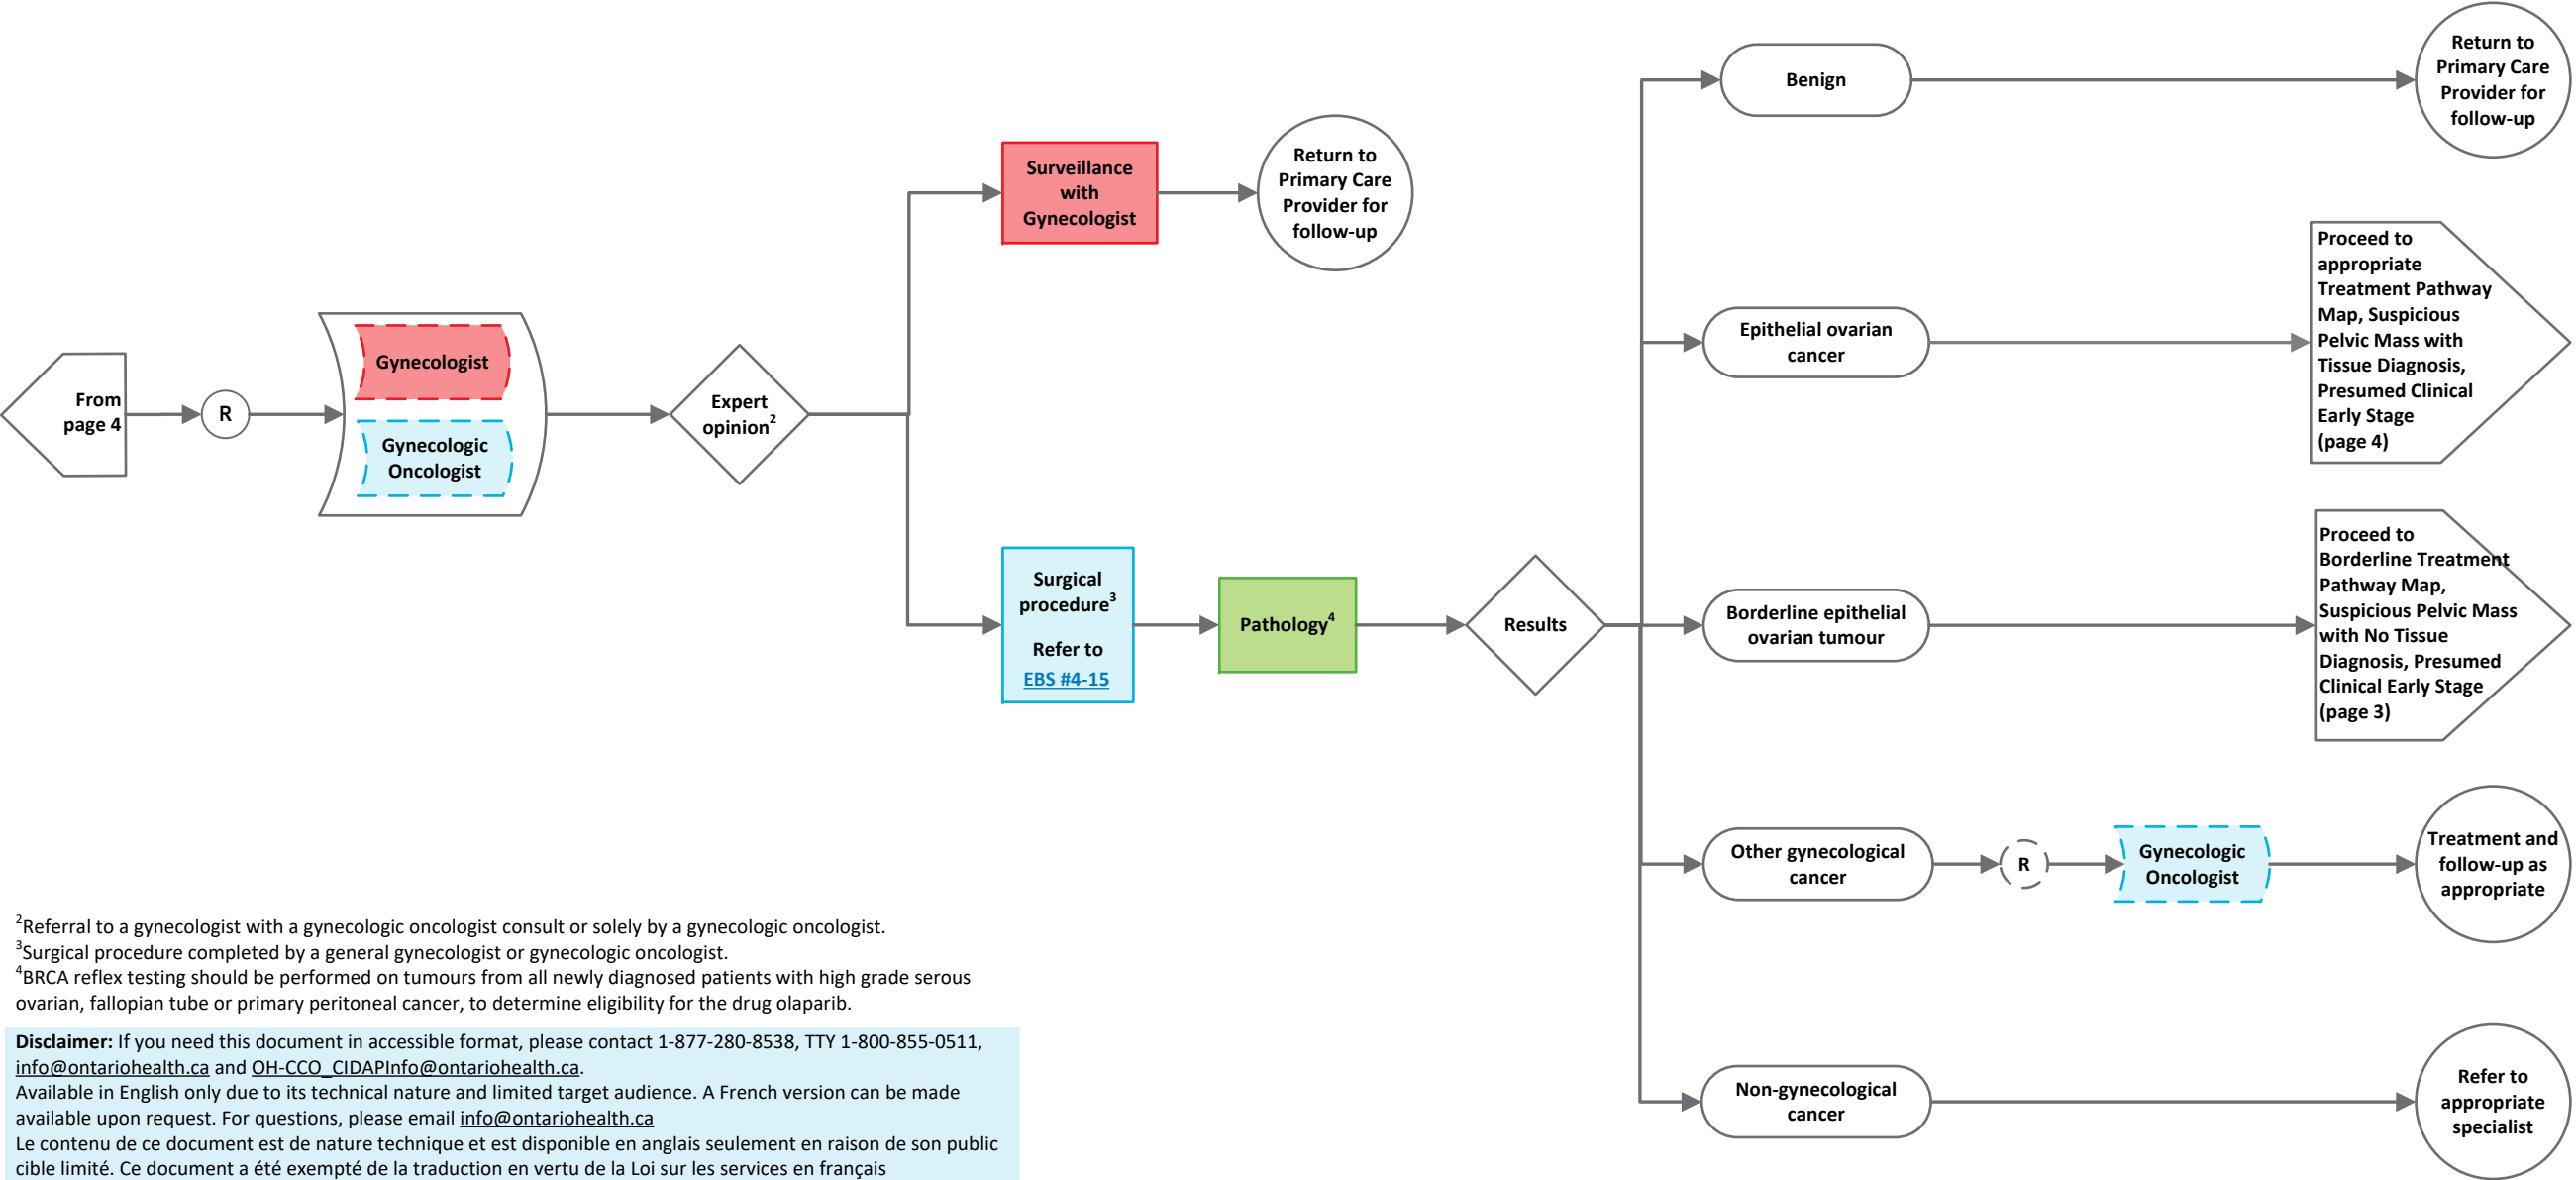 From
page 4
R
Gynecologist
Gynecologic
Oncologist
Expert
opinion2
Surveillance
with
Gynecologist
Return to
Primary Care
Provider for
follow-up
Surgical
procedure3
Refer to
EBS #4-15
Pathology4
Results
Benign
Return to
Primary Care
Provider for
follow-up
Epithelial ovarian
cancer
Proceed to
appropriate
Treatment Pathway
Map, Suspicious
Pelvic Mass with
Tissue Diagnosis,
Presumed Clinical
Early Stage
(page 4)
Borderline epithelial
ovarian tumour
Proceed to
Borderline Treatment
Pathway Map,
Suspicious Pelvic Mass
with No Tissue
Diagnosis, Presumed
Clinical Early Stage
(page 3)
Other gynecological
cancer
R
Gynecologic
Oncologist
Treatment and
follow-up as
appropriate
Non-gynecological
cancer
Refer to
appropriate
specialist
2Referral to a gynecologist with a gynecologic oncologist consult or solely by a gynecologic oncologist.
3Surgical procedure completed by a general gynecologist or gynecologic oncologist.
4BRCA reflex testing should be performed on tumours from all newly diagnosed patients with high grade serous
ovarian, fallopian tube or primary peritoneal cancer, to determine eligibility for the drug olaparib.
Disclaimer: If you need this document in accessible format, please contact 1-877-280-8538, TTY 1-800-855-0511,
info@ontariohealth.ca and OH-CCO_CIDAPInfo@ontariohealth.ca.
Available in English only due to its technical nature and limited target audience. A French version can be made
available upon request. For questions, please email info@ontariohealth.ca
Le contenu de ce document est de nature technique et est disponible en anglais seulement en raison de son public
cible limité. Ce document a été exempté de la traduction en vertu de la Loi sur les services en français